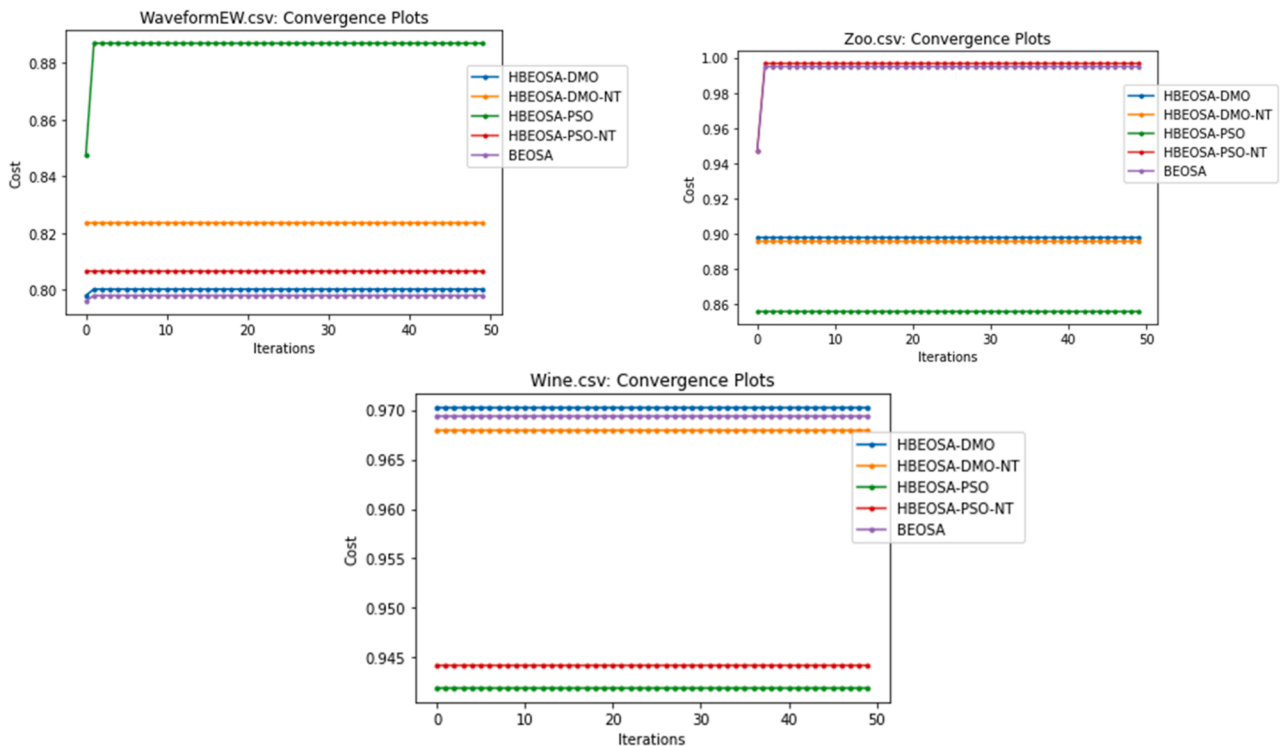 WaveformEW.csv: Convergence Plots
Cost
0.88
0.86
0.84
0.82
0.80
0 10 20 30 40 50
Iterations
HBEOSA-DMO
HBEOSA-DMO-NT
HBEOSA-PSO
HBEOSA-PSO-NT
BEOSA
Zoo.csv: Convergence Plots
Cost
1.00
0.98
0.96
0.94
0.92
0.90
0.88
0.86
0 10 20 30 40 50
Iterations
HBEOSA-DMO
HBEOSA-DMO-NT
HBEOSA-PSO
HBEOSA-PSO-NT
BEOSA
Wine.csv: Convergence Plots
Cost
0.970
0.965
0.960
0.955
0.950
0.945
0 10 20 30 40 50
Iterations
HBEOSA-DMO
HBEOSA-DMO-NT
HBEOSA-PSO
HBEOSA-PSO-NT
BEOSA